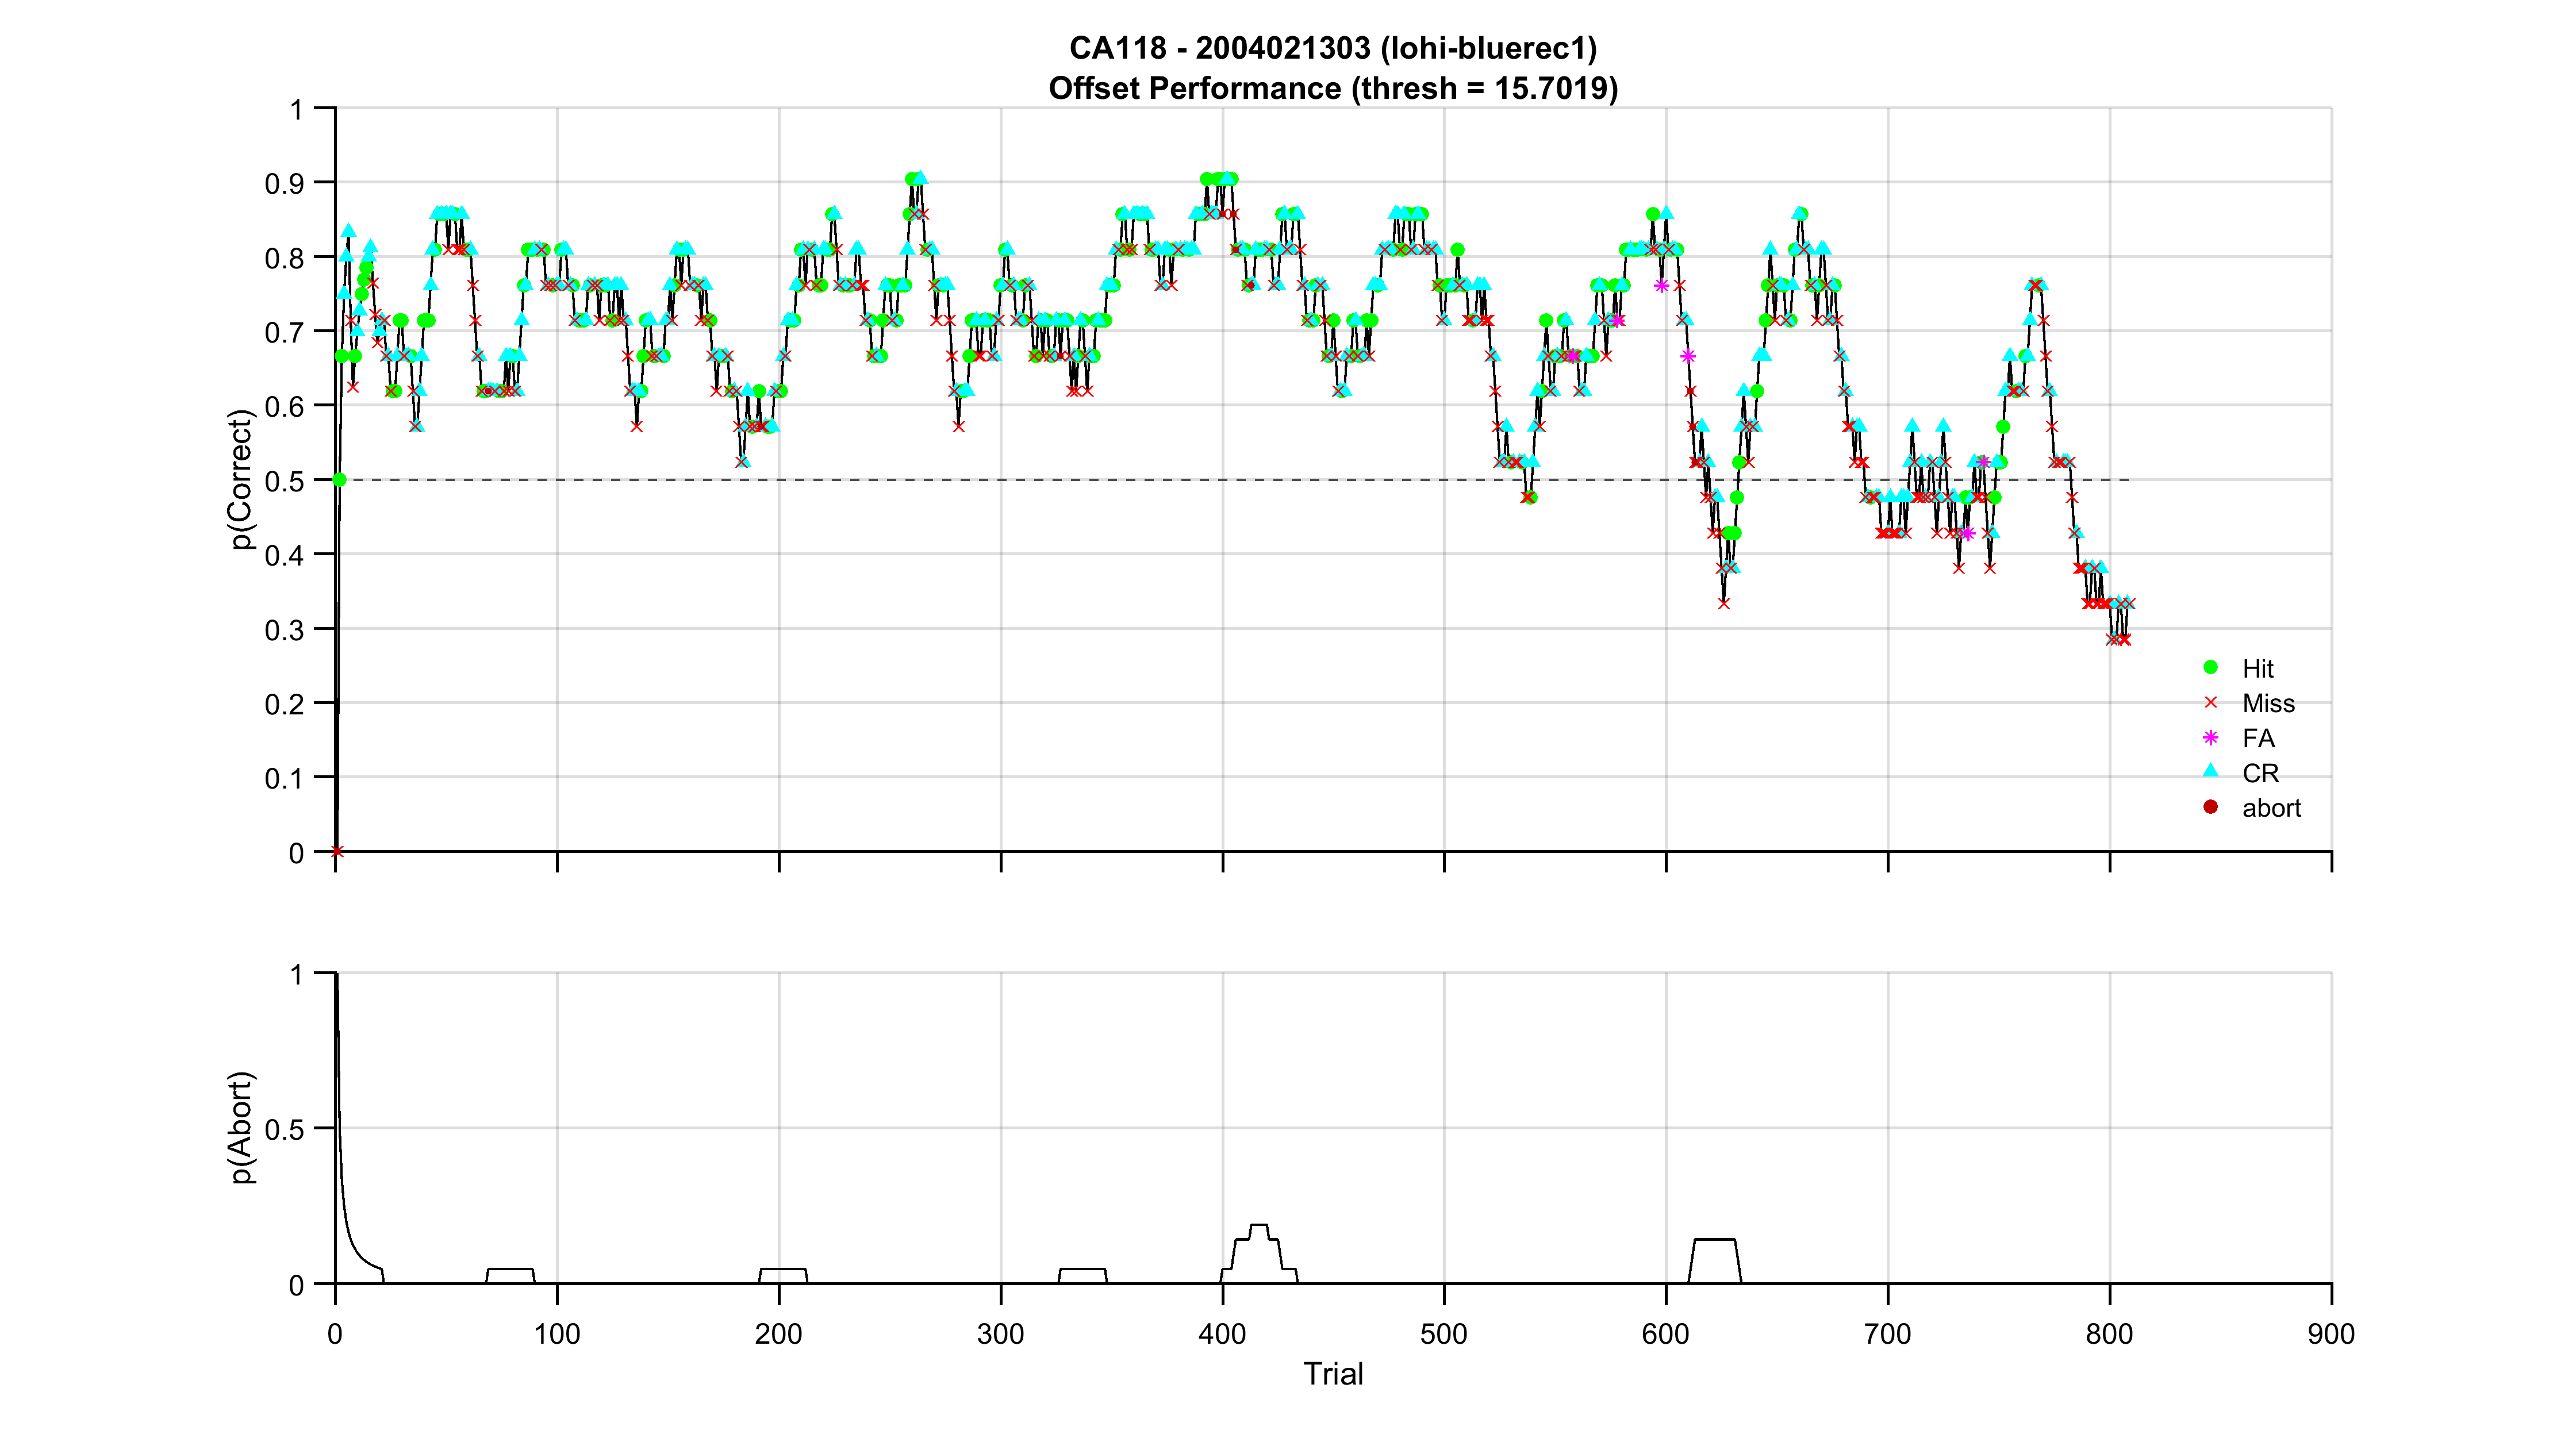 CA118 - 2004021303 (lohi-bluerec1)
Offset Performance (thresh = 15.7019)
1
0.9
0.8
0.7
0.6
0.5
0.4
0.3
0.2
0.1
0
p(Correct)
Hit
Miss
FA
CR
abort
1
0.5
0
p(Abort)
0 100 200 300 400 500 600 700 800 900
Trial